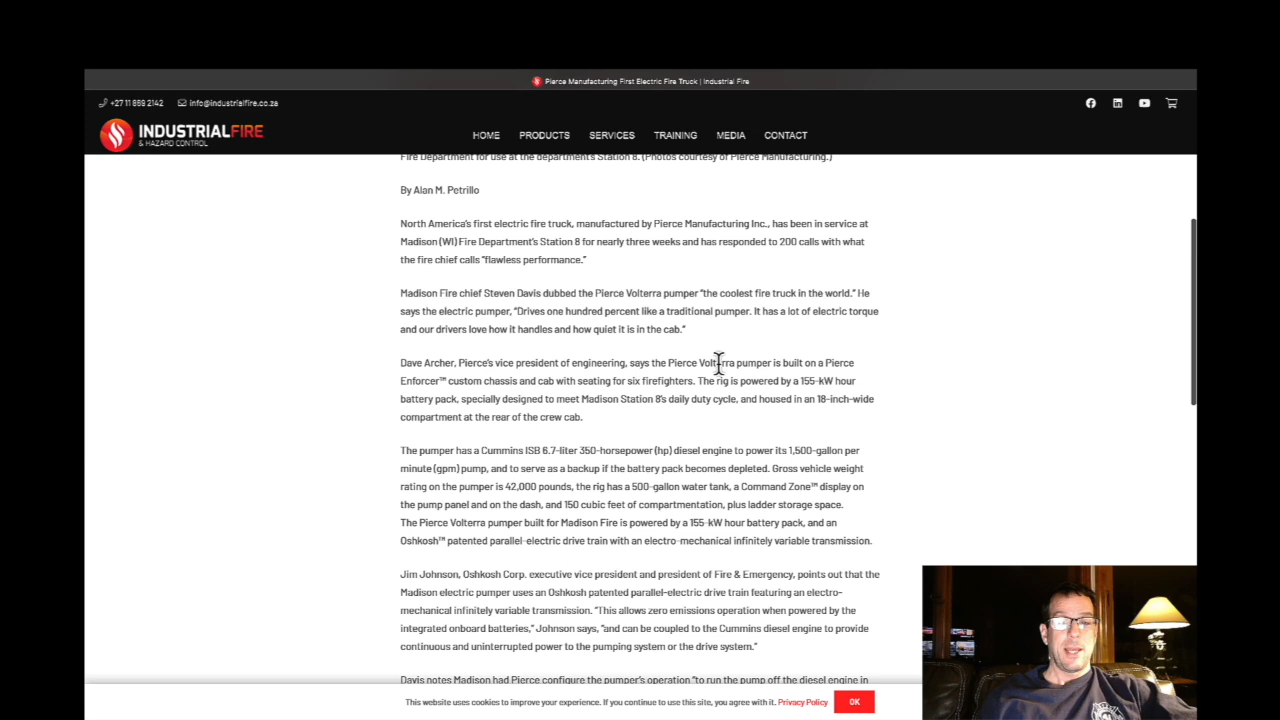 Pierce Manufacturing First Electric Fire Truck | Industrial Fire
+27 11 669 2142 info@industrialfire.co.za
INDUSTRIALFIRE
& HAZARD CONTROL
HOME PRODUCTS SERVICES TRAINING MEDIA CONTACT
Fire Department for use at the department's Station 8. (Photos courtesy of Pierce Manufacturing.)
By Alan M. Petrillo
North America's first electric fire truck, manufactured by Pierce Manufacturing Inc., has been in service at
Madison (WI) Fire Department's Station 8 for nearly three weeks and has responded to 200 calls with what
the fire chief calls "flawless performance."
Madison Fire chief Steven Davis dubbed the Pierce Volterra pumper "the coolest fire truck in the world." He
says the electric pumper, "Drives one hundred percent like a traditional pumper. It has a lot of electric torque
and our drivers love how it handles and how quiet it is in the cab."
Dave Archer, Pierce's vice president of engineering, says the Pierce Volterra pumper is built on a Pierce
Enforcer™ custom chassis and cab with seating for six firefighters. The rig is powered by a 155-kW hour
battery pack, specially designed to meet Madison Station 8's daily duty cycle, and housed in an 18-inch-wide
compartment at the rear of the crew cab.
The pumper has a Cummins ISB 6.7-liter 350-horsepower (hp) diesel engine to power its 1,500-gallon per
minute (gpm) pump, and to serve as a backup if the battery pack becomes depleted. Gross vehicle weight
rating on the pumper is 42,000 pounds, the rig has a 500-gallon water tank, a Command Zone™ display on
the pump panel and on the dash, and 150 cubic feet of compartmentation, plus ladder storage space.
The Pierce Volterra pumper built for Madison Fire is powered by a 155-kW hour battery pack, and an
Oshkosh™ patented parallel-electric drive train with an electro-mechanical infinitely variable transmission.
Jim Johnson, Oshkosh Corp. executive vice president and president of Fire & Emergency, points out that the
Madison electric pumper uses an Oshkosh patented parallel-electric drive train featuring an electro-
mechanical infinitely variable transmission. "This allows zero emissions operation when powered by the
integrated onboard batteries," Johnson says, "and can be coupled to the Cummins diesel engine to provide
continuous and uninterrupted power to the pumping system or the drive system."
Davis notes Madison had Pierce configure the pumper's operation "to run the pump off the diesel engine in
This website uses cookies to improve your experience. If you continue to use this site, you agree with it. Privacy Policy OK